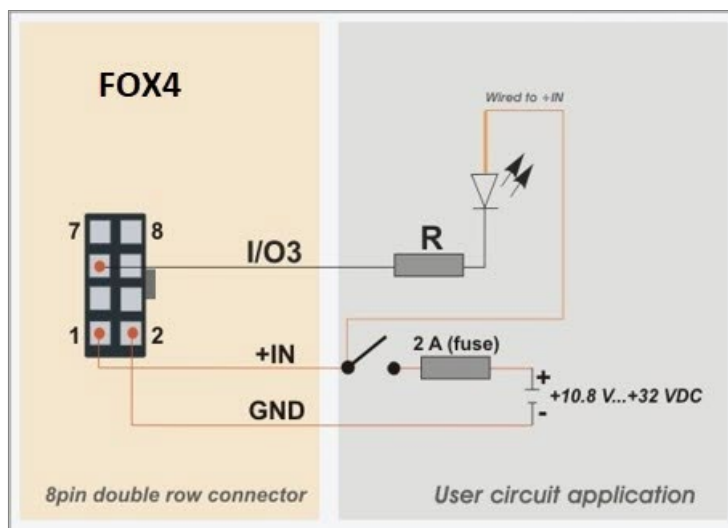 FOX4
Wired to +IN
7
8
I/O3
R
1
2
+IN
2 A (fuse)
+
+10.8 V...+32 VDC
-
GND
8pin double row connector
User circuit application